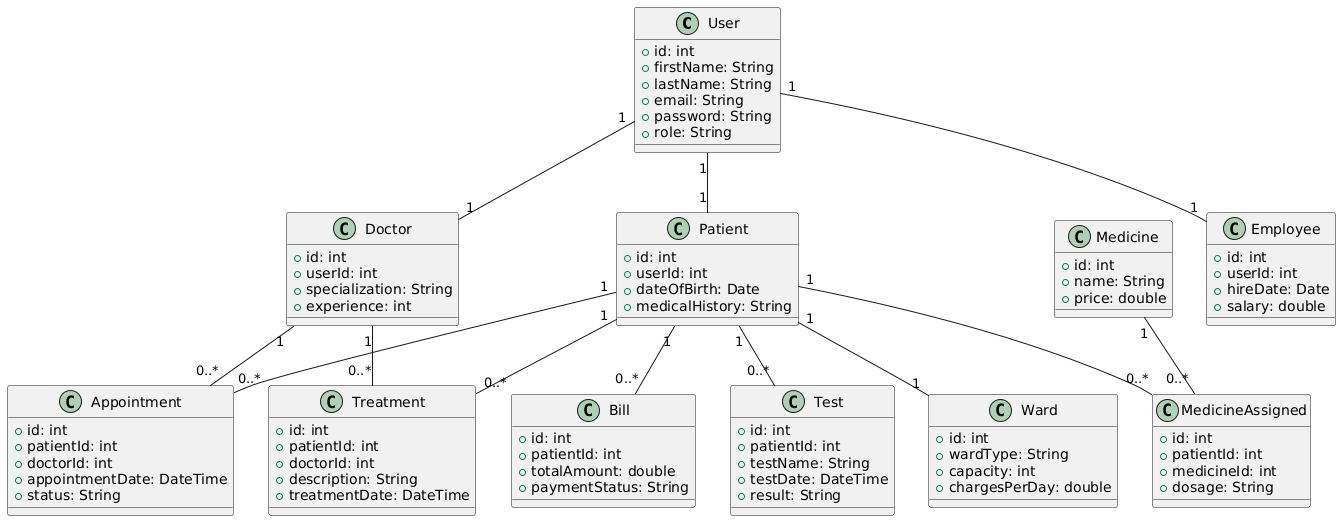 C User
id: int
firstName: String
lastName: String
email: String
password: String
role: String
1
1
1
1
1
1
C Doctor
id: int
userId: int
specialization: String
experience: int
C Patient
id: int
userId: int
dateOfBirth: Date
medicalHistory: String
C Medicine
id: int
name: String
price: double
C Employee
id: int
userId: int
hireDate: Date
salary: double
1
1
1
1
1
1
1
1
1
0..*
0..*
0..*
0..*
0..*
0..*
1
0..*
0..*
C Appointment
id: int
patientId: int
doctorId: int
appointmentDate: DateTime
status: String
C Treatment
id: int
patientId: int
doctorId: int
description: String
treatmentDate: DateTime
C Bill
id: int
patientId: int
totalAmount: double
paymentStatus: String
C Test
id: int
patientId: int
testName: String
testDate: DateTime
result: String
C Ward
id: int
wardType: String
capacity: int
chargesPerDay: double
C MedicineAssigned
id: int
patientId: int
medicineId: int
dosage: String